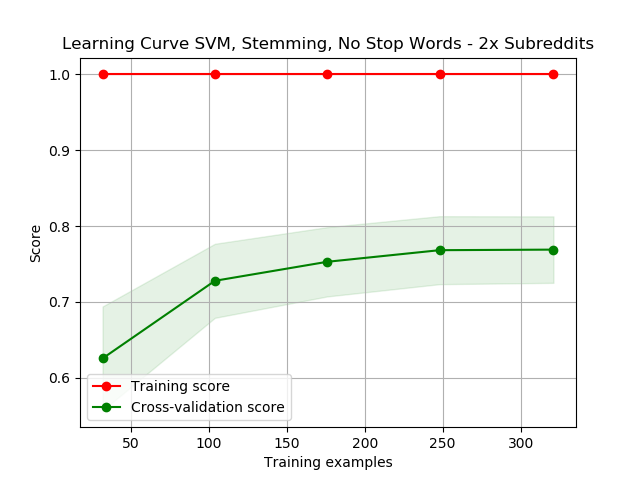 Learning Curve SVM, Stemming, No Stop Words - 2x Subreddits
1.0
0.9
0.8
0.7
0.6
Score
Training score
Cross-validation score
50 100 150 200 250 300
Training examples